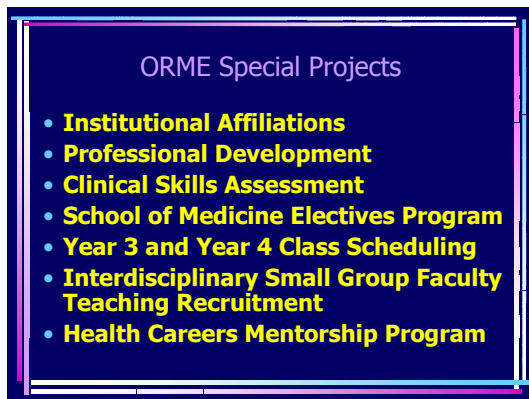 ORME Special Projects
• Institutional Affiliations
• Professional Development
• Clinical Skills Assessment
• School of Medicine Electives Program
• Year 3 and Year 4 Class Scheduling
• Interdisciplinary Small Group Faculty
Teaching Recruitment
• Health Careers Mentorship Program